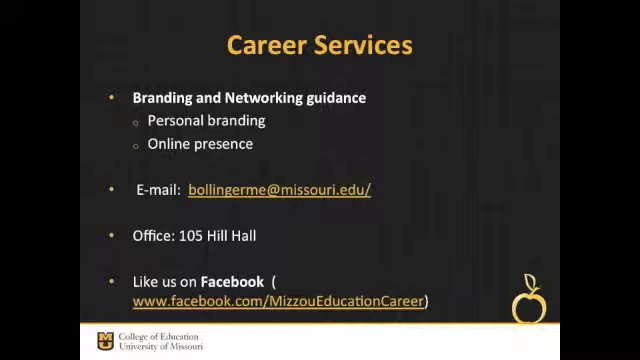 Career Services
• Branding and Networking guidance
o Personal branding
o Online presence
• E-mail: bollingerme@missouri.edu/
• Office: 105 Hill Hall
• Like us on Facebook (
www.facebook.com/MizzouEducationCareer)
MU College of Education
University of Missouri